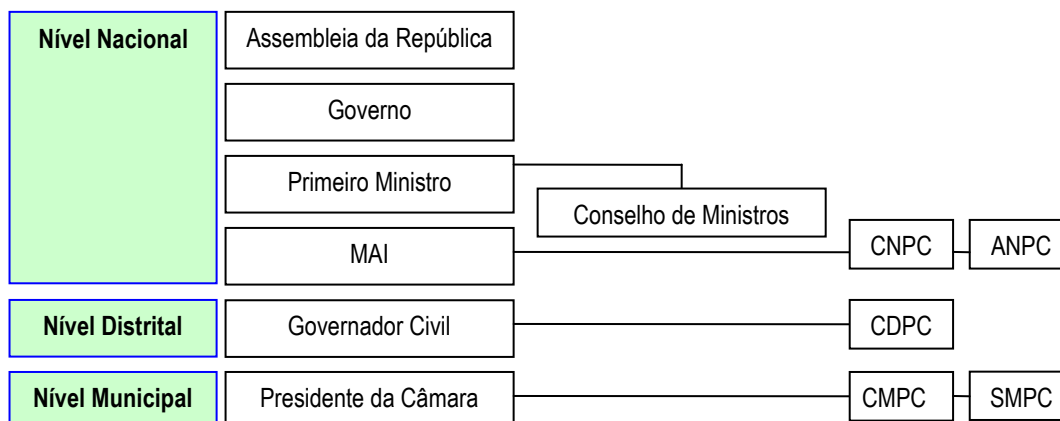 Nível Nacional
Assembleia da República
Governo
Primeiro Ministro
Conselho de Ministros
MAI
CNPC
ANPC
Nível Distrital
Governador Civil
CDPC
Nível Municipal
Presidente da Câmara
CMPC
SMPC